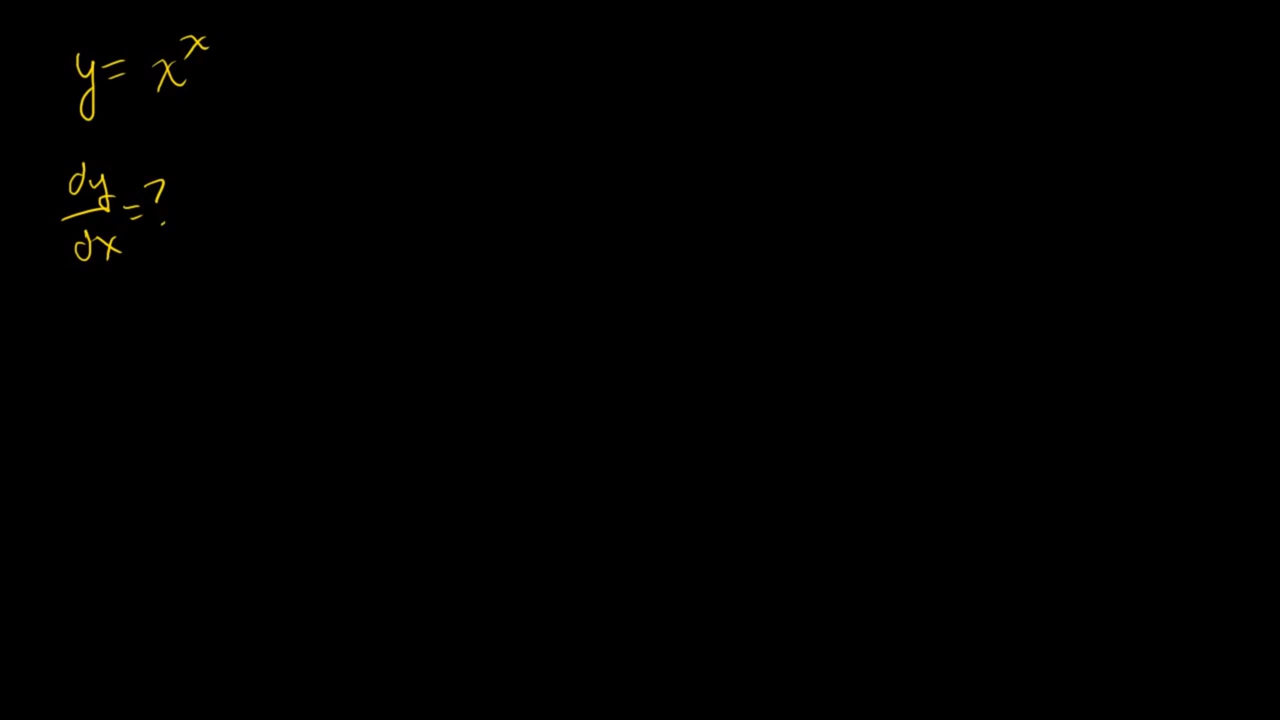 y = x^x
dy/dx = ?